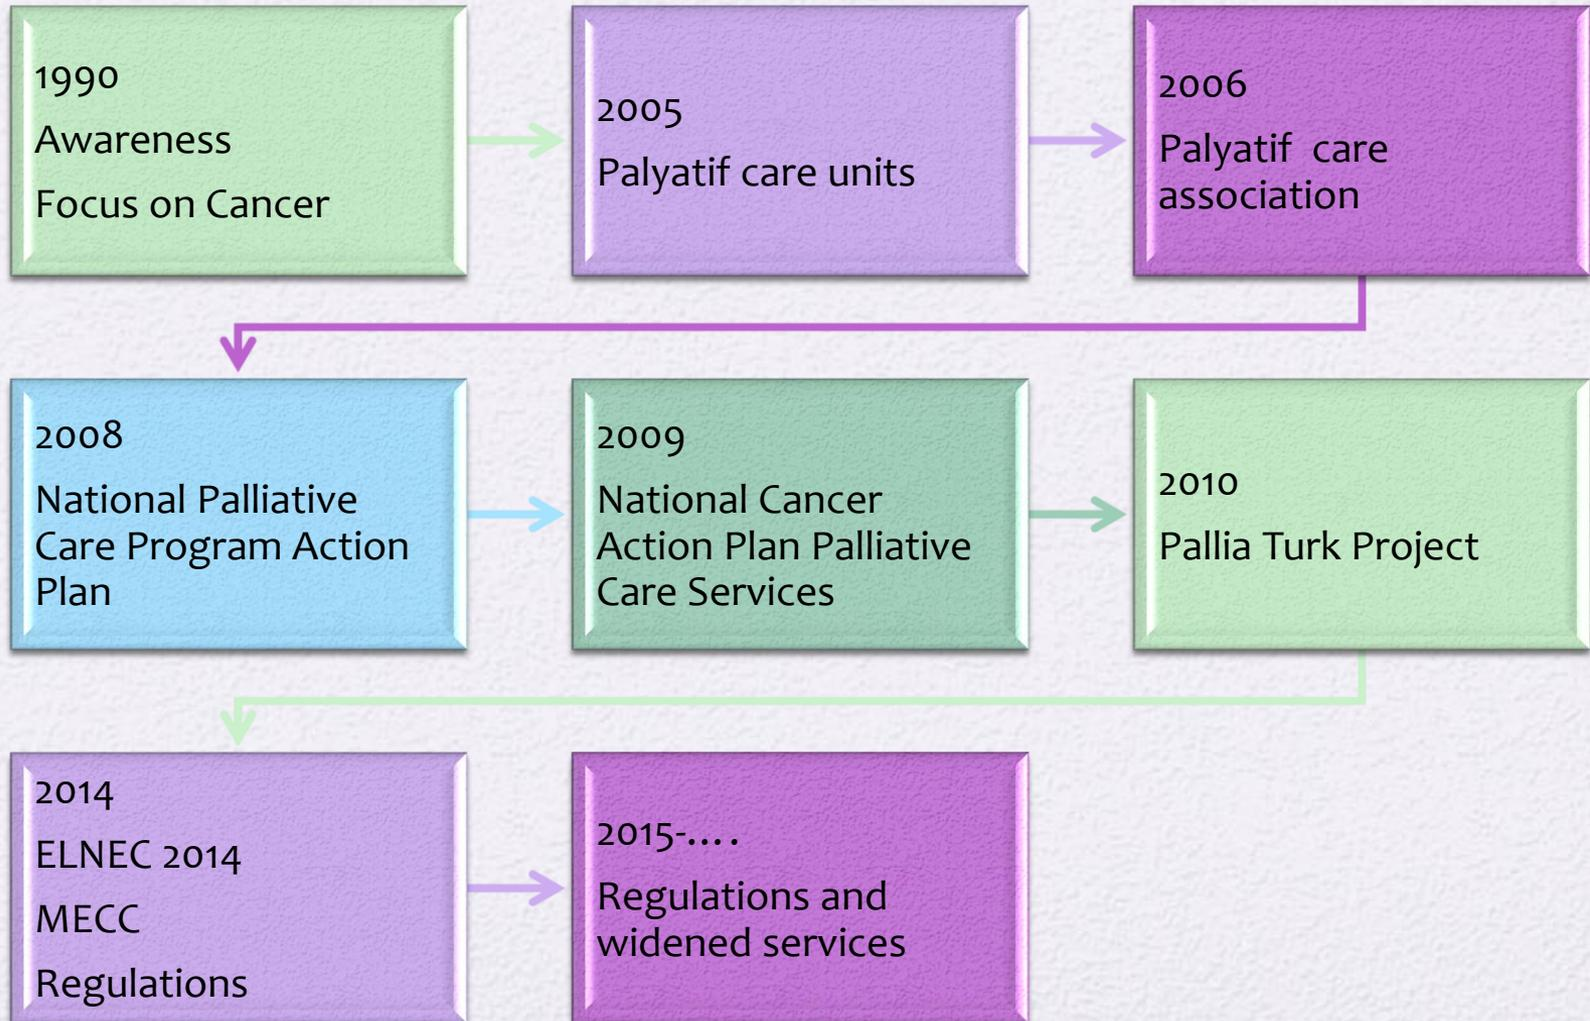 1990
Awareness
Focus on Cancer
2005
Palyatif care units
2006
Palyatif care
association
2008
National Palliative
Care Program Action
Plan
2009
National Cancer
Action Plan Palliative
Care Services
2010
Pallia Turk Project
2014
ELNEC 2014
MECC
Regulations
2015-....
Regulations and
widened services